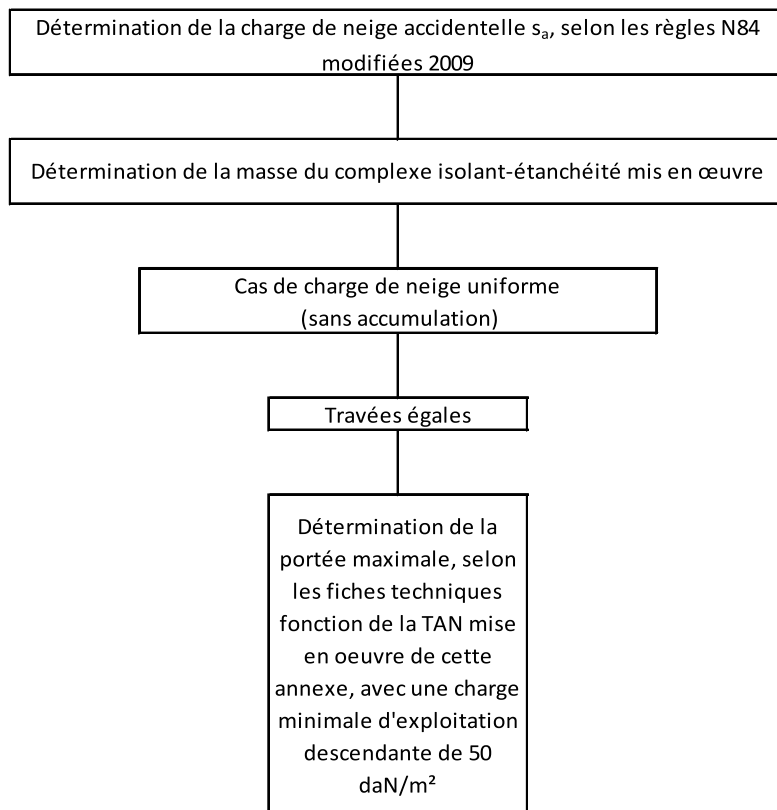 Détermination de la charge de neige accidentelle sₐ, selon les règles N84
modifiées 2009
Détermination de la masse du complexe isolant-étanchéité mis en œuvre
Cas de charge de neige uniforme
(sans accumulation)
Travées égales
Détermination de la
portée maximale, selon
les fiches techniques
fonction de la TAN mise
en oeuvre de cette
annexe, avec une charge
minimale d'exploitation
descendante de 50
daN/m²